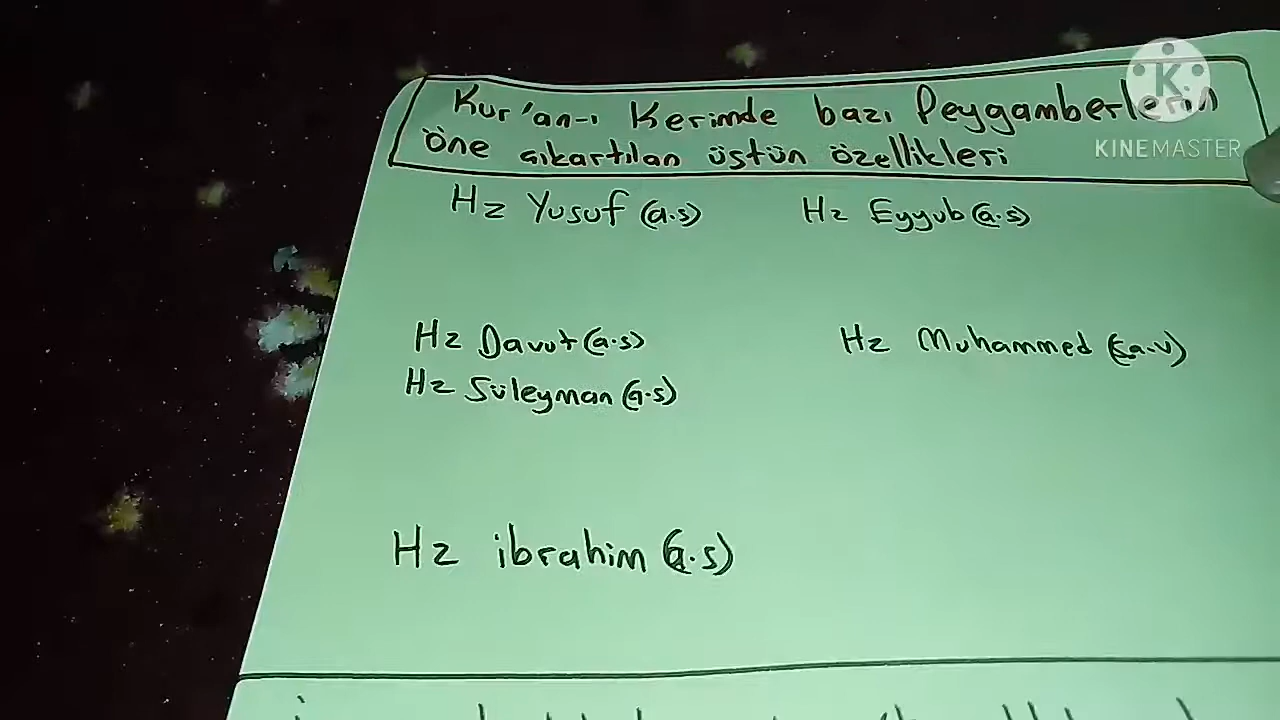 Kur'an-ı Kerimde bazı Peygamberlerin
öne çıkartılan üstün özellikleri
Hz Yusuf (a.s) Hz Eyyub (a.s)
Hz Davut (a.s) Hz Muhammed (s.a.v)
Hz Süleyman (a.s)
Hz ibrahim (a.s)
K
KINEMASTER